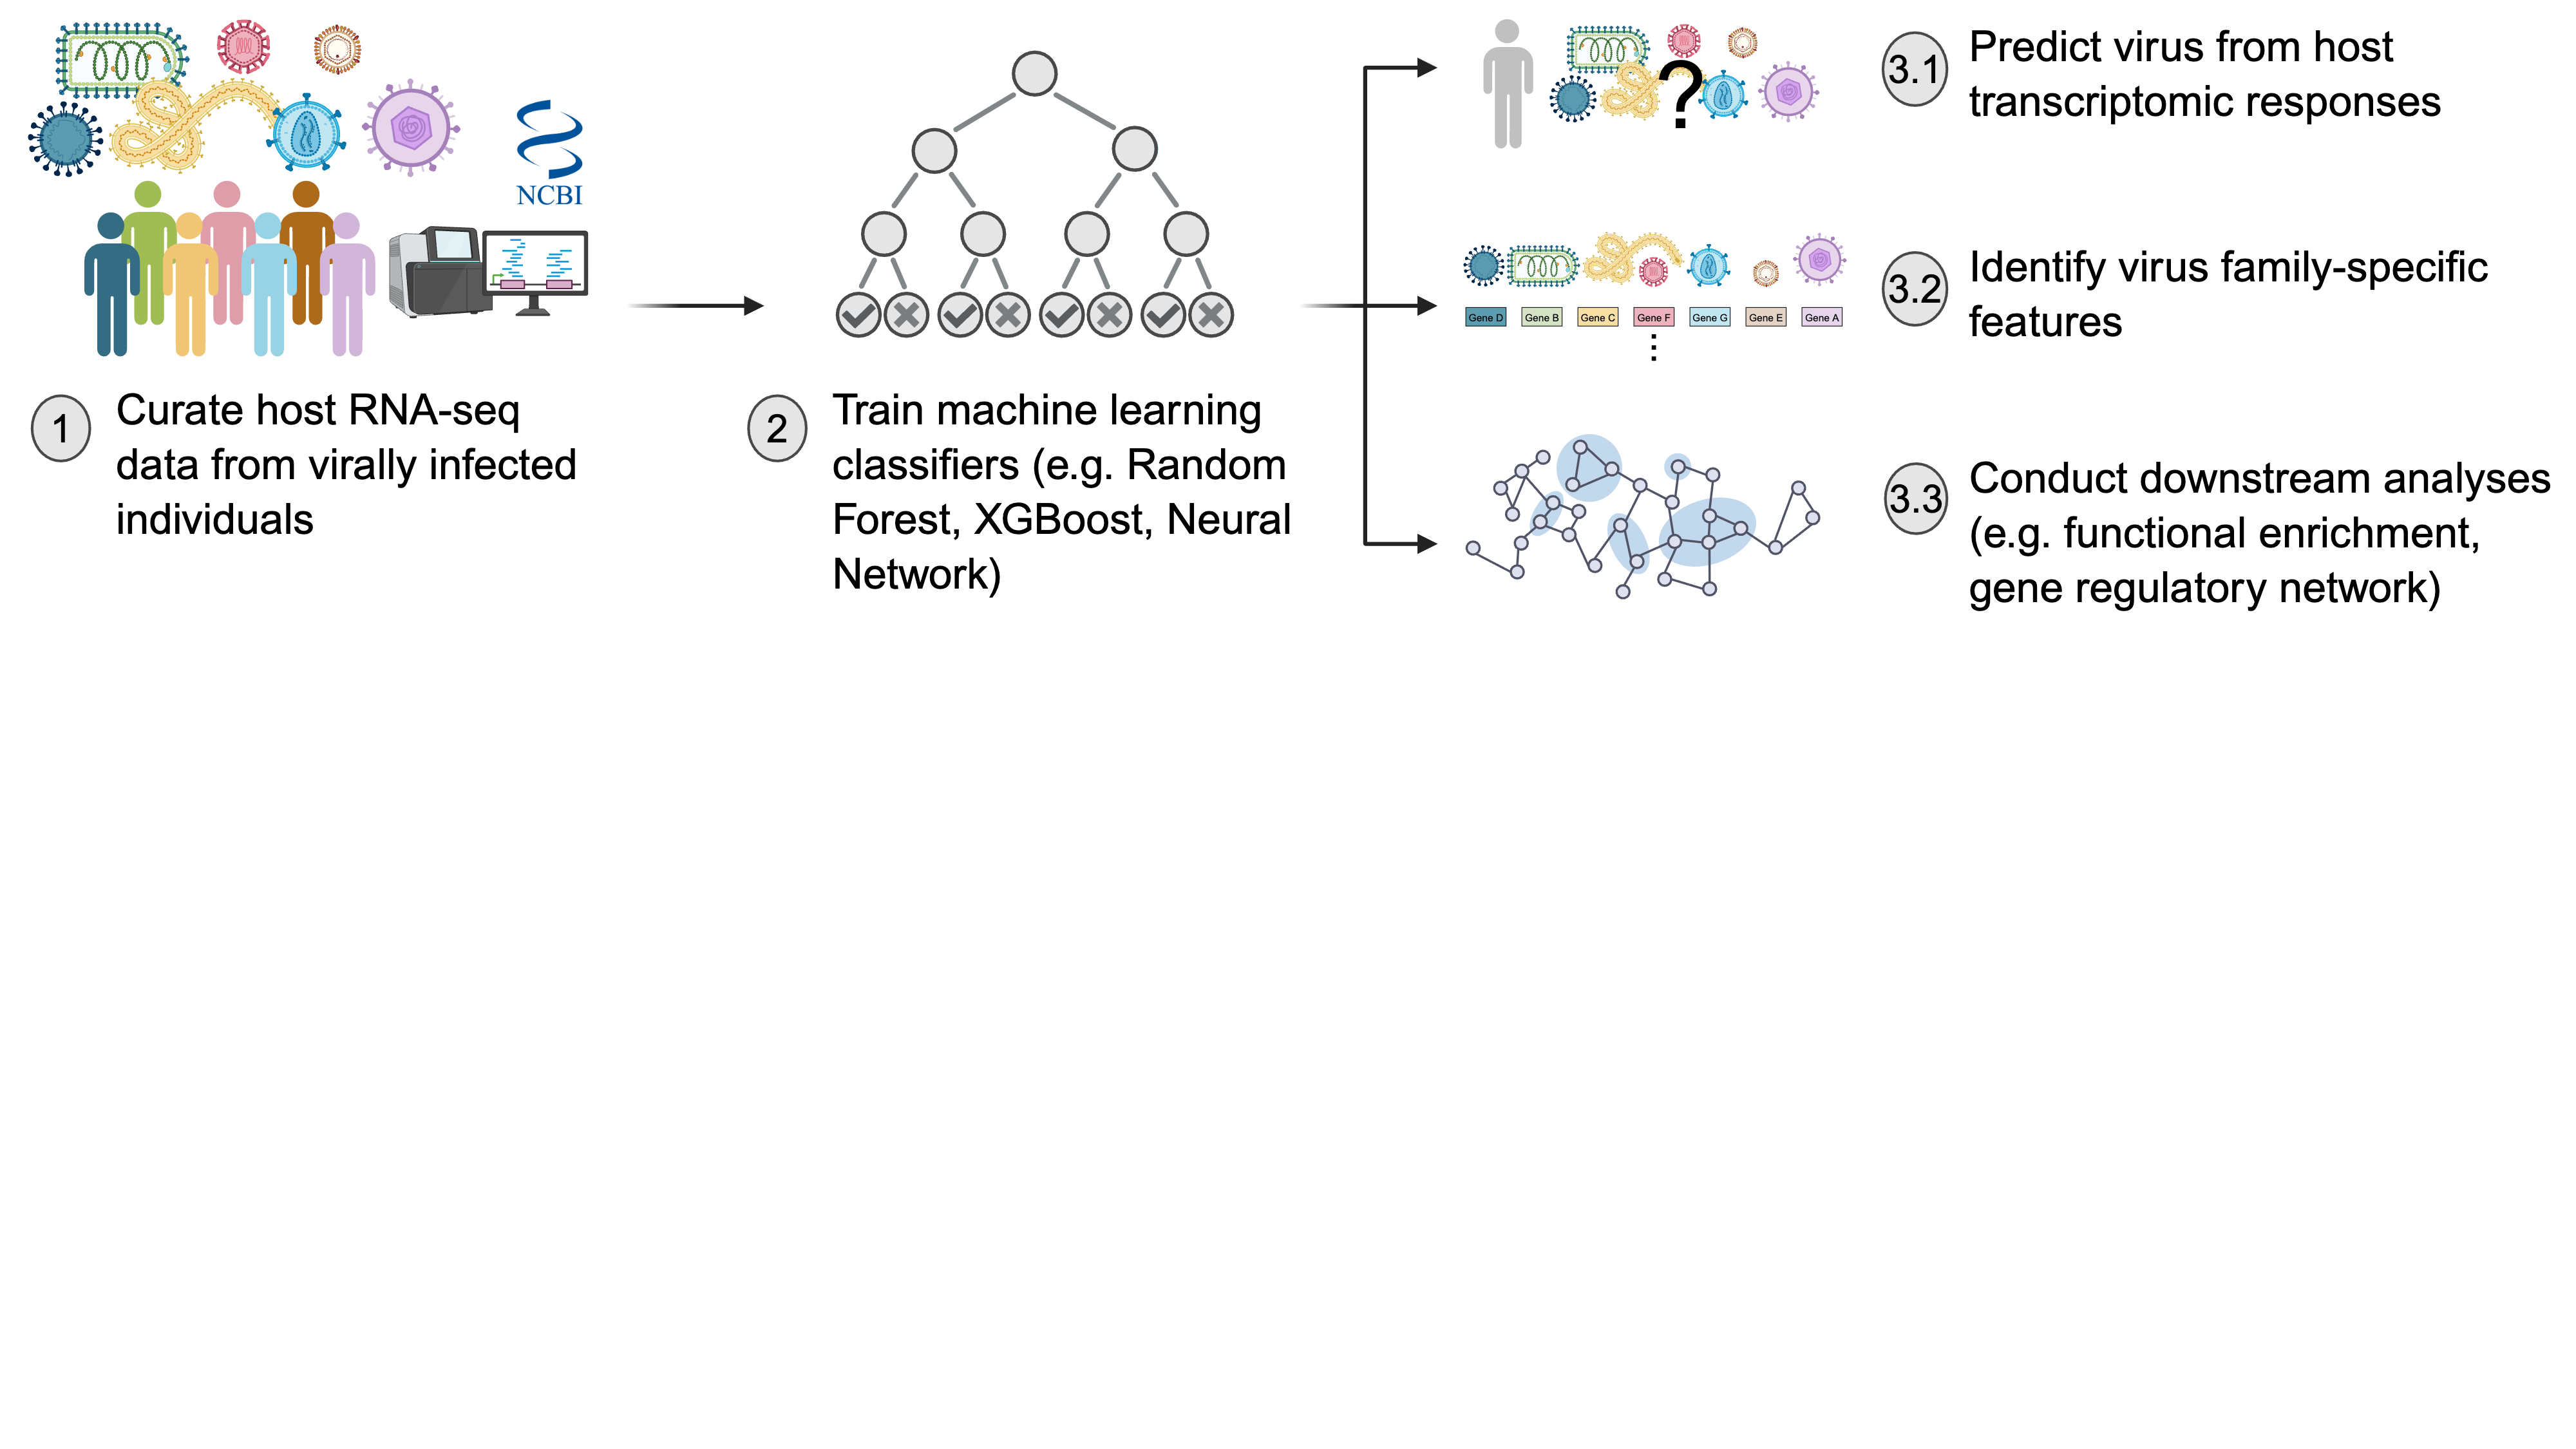 NCBI
1
Curate host RNA-seq
data from virally infected
individuals
2
Train machine learning
classifiers (e.g. Random
Forest, XGBoost, Neural
Network)
?
3.1
Predict virus from host
transcriptomic responses
Gene D Gene B Gene C Gene F Gene G Gene E Gene A
3.2
Identify virus family-specific
features
3.3
Conduct downstream analyses
(e.g. functional enrichment,
gene regulatory network)